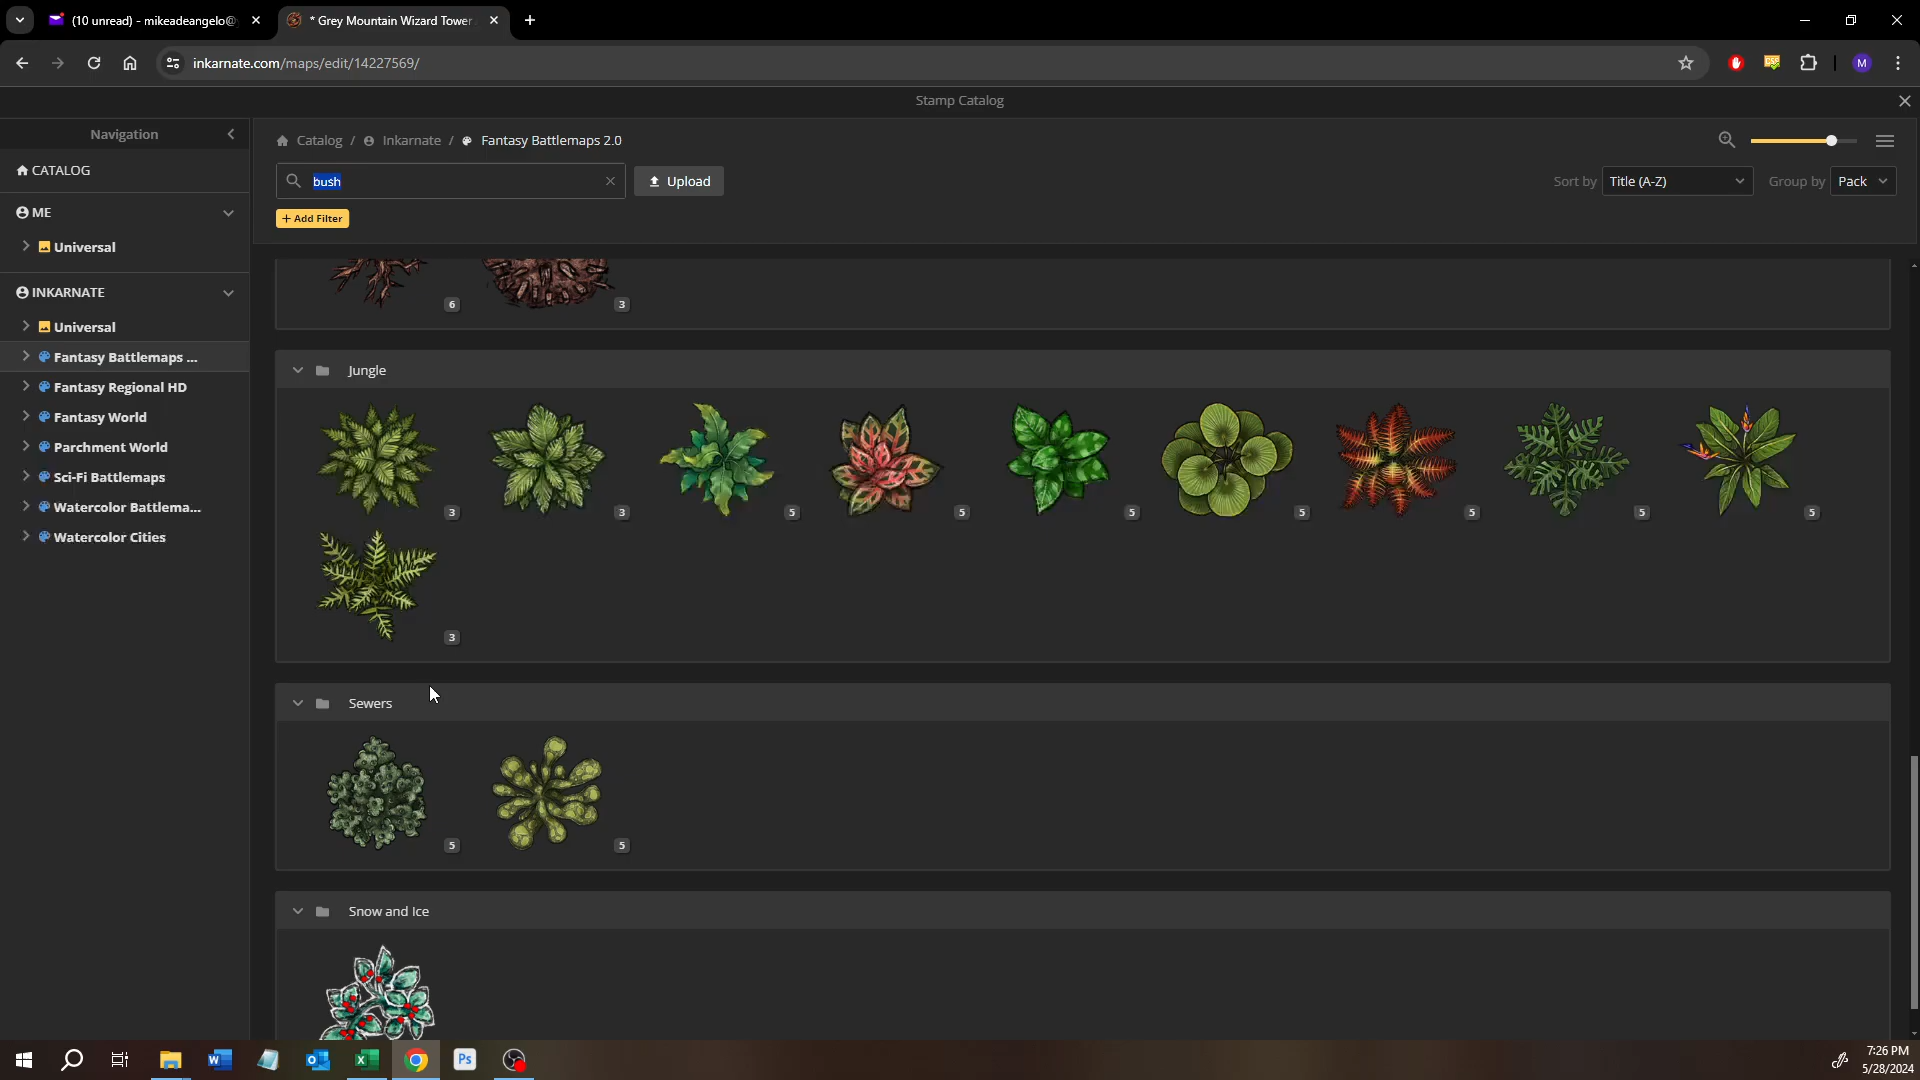 (10 unread) - mikeadeangelo@
* Grey Mountain Wizard Tower
inkarnate.com/maps/edit/14227569/
M
Stamp Catalog
Navigation
Catalog / Inkarnate / Fantasy Battlemaps 2.0
CATALOG
bush
Upload
Sort by Title (A-Z)
Group by Pack
+ Add Filter
ME
Universal
INKARNATE
Universal
Fantasy Battlemaps ...
Fantasy Regional HD
Fantasy World
Parchment World
Sci-Fi Battlemaps
Watercolor Battlema...
Watercolor Cities
6 3
Jungle
3 3 5 5 5 5 5 5 5
3
Sewers
5 5
Snow and Ice
Ps
7:26 PM
5/28/2024